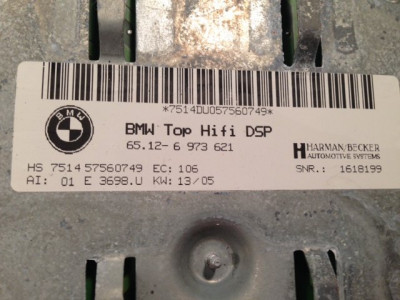 *7514DU057560749*
BMW
BMW Top Hifi DSP
65.12- 6 973 621
HARMAN/BECKER
AUTOMOTIVE SYSTEMS
HS 7514 57560749 EC: 106
SNR.: 1618199
AI: 01 E 3698.U KW: 13/05